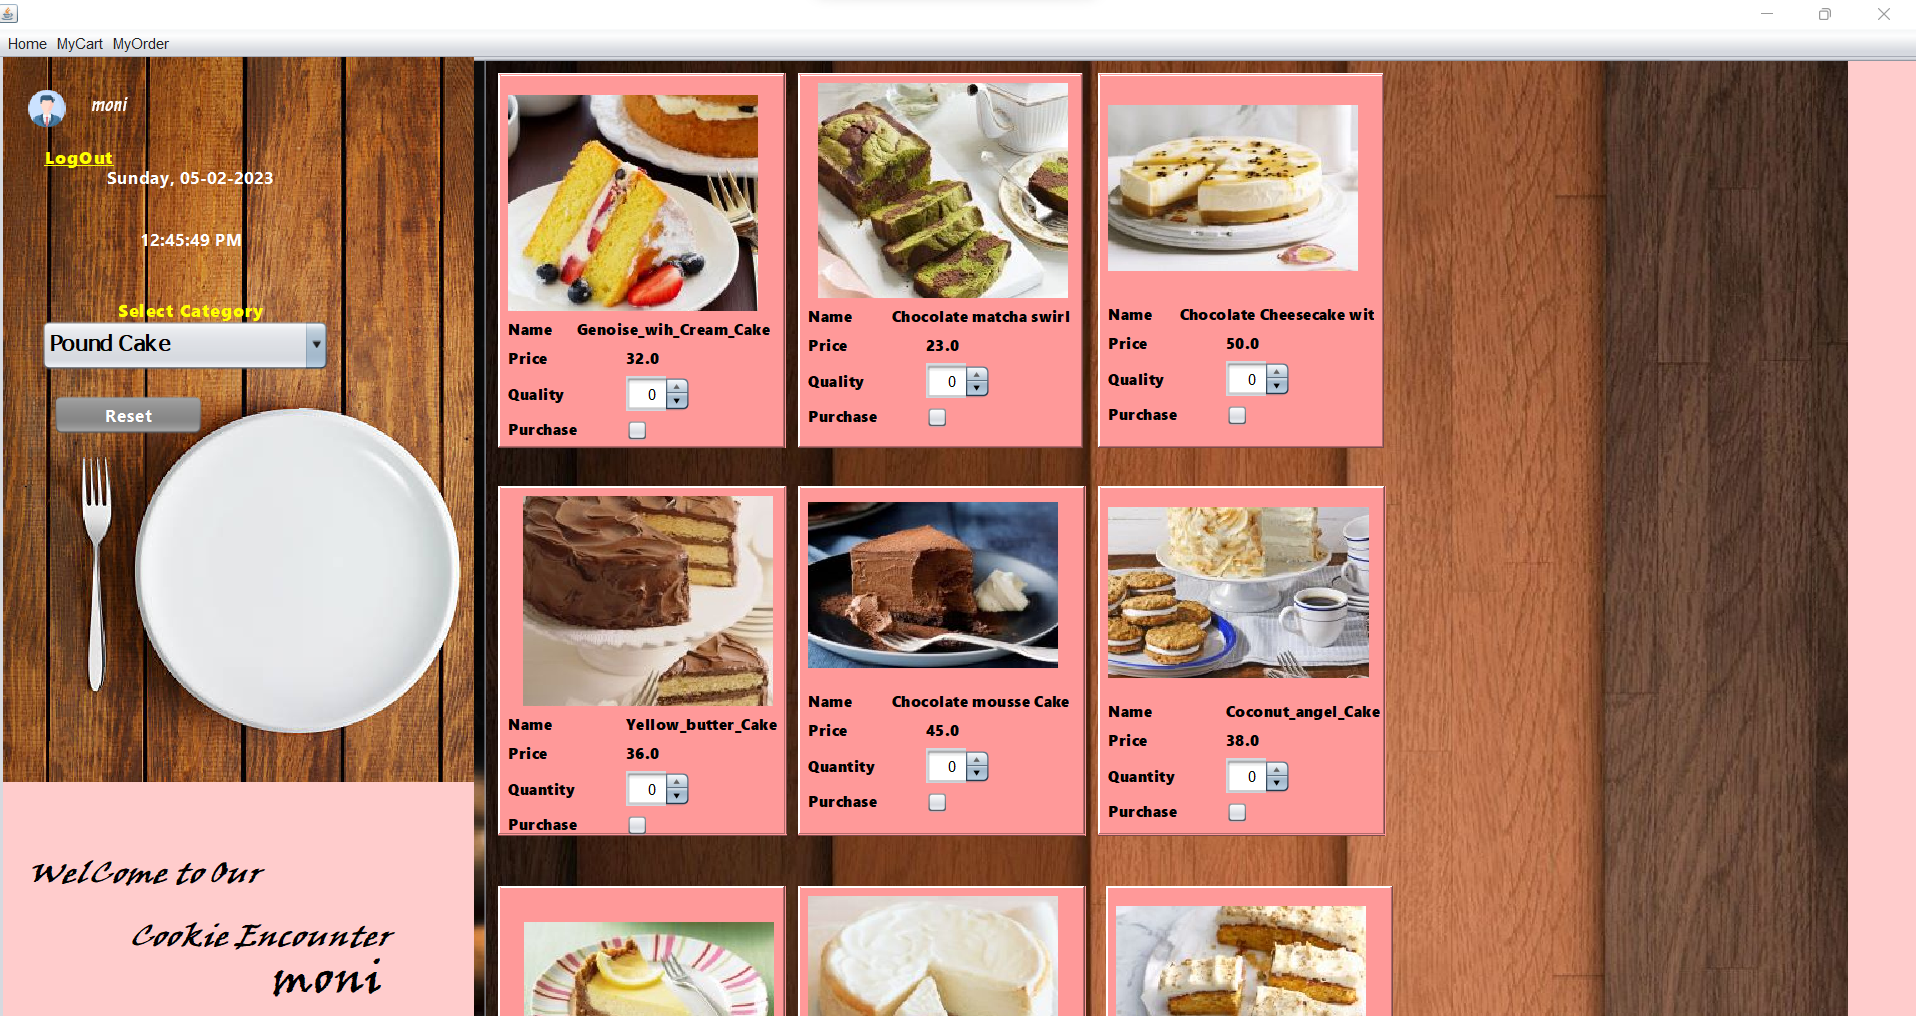 Home MyCart MyOrder
moni
LogOut
Sunday, 05-02-2023
12:45:49 PM
Select Category
Pound Cake
Reset
WelCome to Our
Cookie Encounter
moni
Name Genoise_wih_Cream_Cake
Price 32.0
Quality 0
Purchase
Name Chocolate matcha swirl
Price 23.0
Quality 0
Purchase
Name Chocolate Cheesecake wit
Price 50.0
Quality 0
Purchase
Name Yellow_butter_Cake
Price 36.0
Quantity 0
Purchase
Name Chocolate mousse Cake
Price 45.0
Quantity 0
Purchase
Name Coconut_angel_Cake
Price 38.0
Quantity 0
Purchase